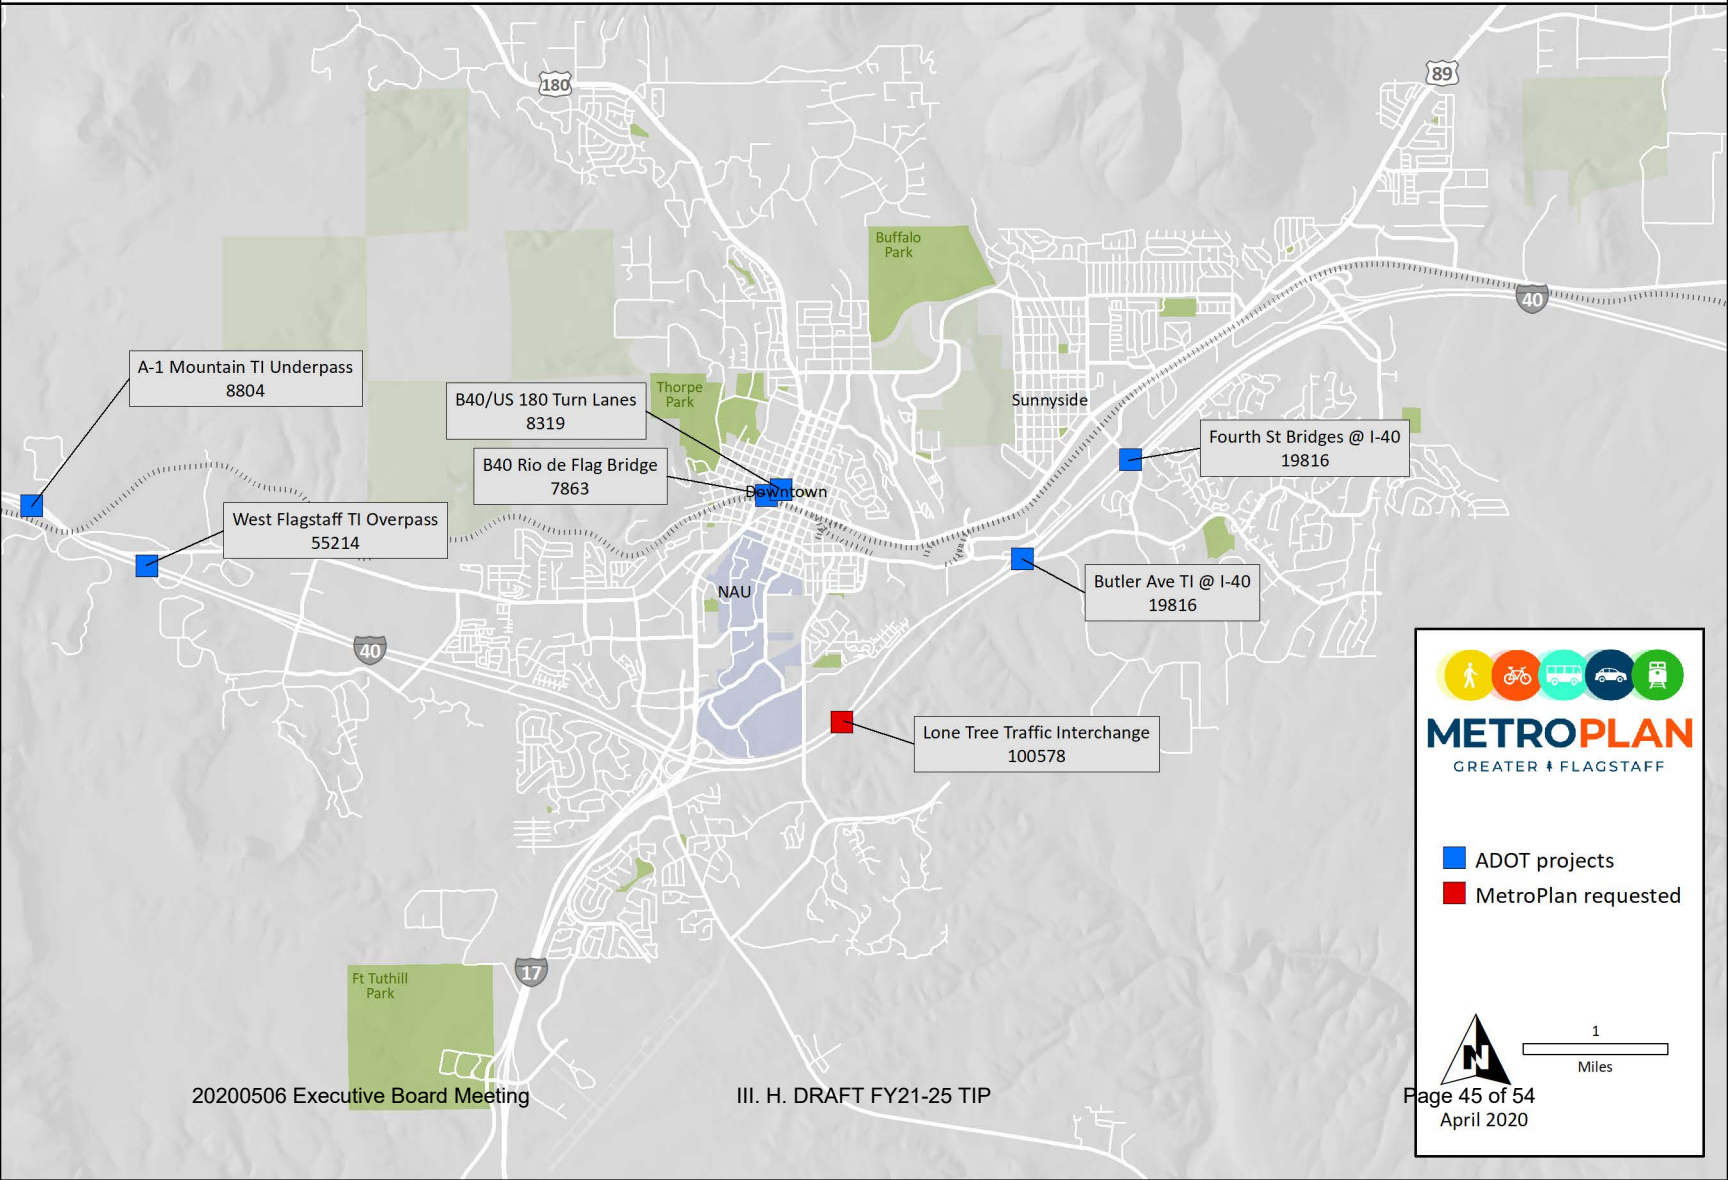 180
89
Buffalo
Park
40
A-1 Mountain TI Underpass
8804
B40/US 180 Turn Lanes
8319
Thorpe
Park
Sunnyside
Fourth St Bridges @ I-40
19816
B40 Rio de Flag Bridge
7863
Downtown
West Flagstaff TI Overpass
55214
Butler Ave TI @ I-40
19816
NAU
40
Lone Tree Traffic Interchange
100578
METROPLAN
GREATER FLAGSTAFF
ADOT projects
MetroPlan requested
17
Ft Tuthill
Park
N
1
Miles
20200506 Executive Board Meeting
III. H. DRAFT FY21-25 TIP
Page 45 of 54
April 2020